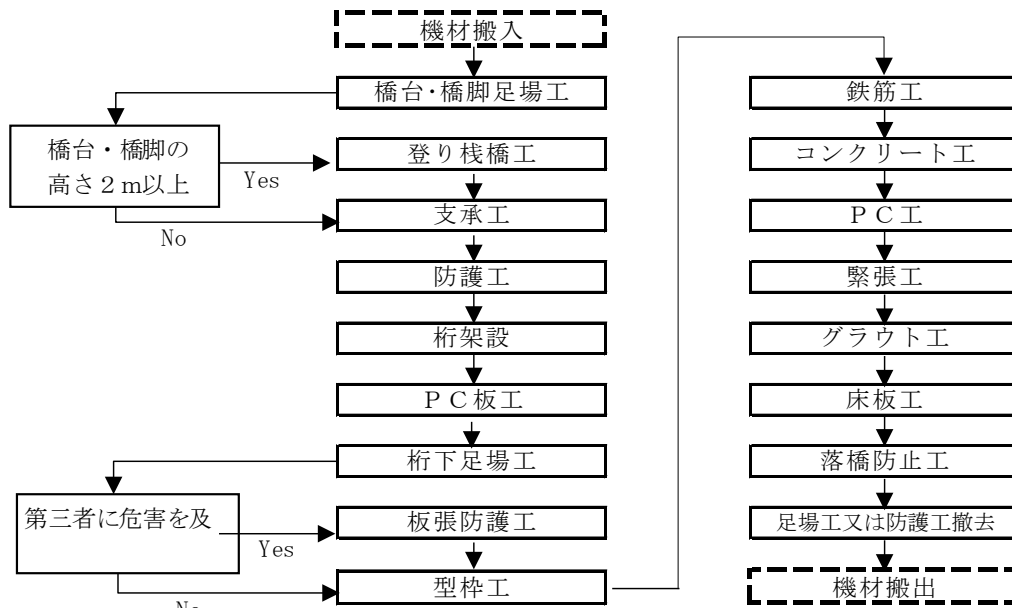 機材搬入
橋台･橋脚足場工
橋台・橋脚の
高さ２ｍ以上
Yes
No
登り桟橋工
支承工
防護工
桁架設
ＰＣ板工
桁下足場工
第三者に危害を及
Yes
No
板張防護工
型枠工
鉄筋工
コンクリート工
ＰＣ工
緊張工
グラウト工
床板工
落橋防止工
足場工又は防護工撤去
機材搬出